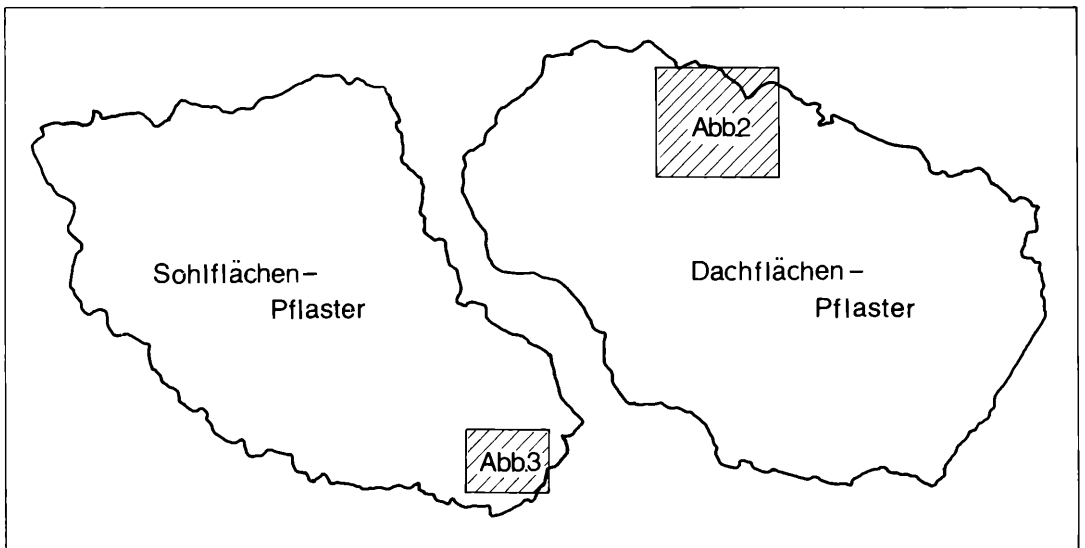 Sohlflächen-
Pflaster
Abb.3
Dachflächen-
Pflaster
Abb.2